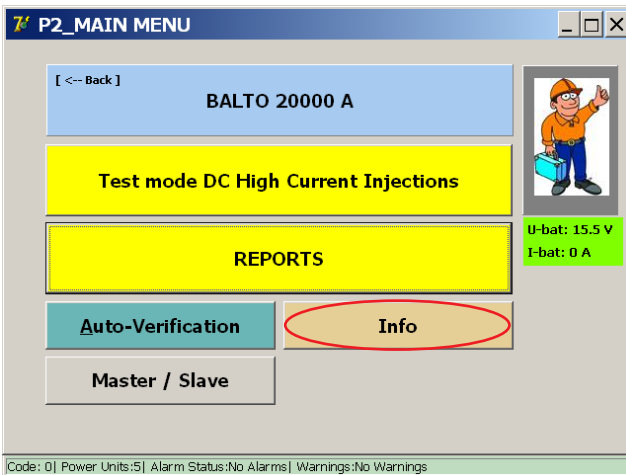 P2_MAIN MENU
[ <-- Back ]
BALTO 20000 A
Test mode DC High Current Injections
REPORTS
U-bat: 15.5 V
I-bat: 0 A
Auto-Verification
Info
Master / Slave
Code: 0| Power Units:5| Alarm Status:No Alarms| Warnings:No Warnings